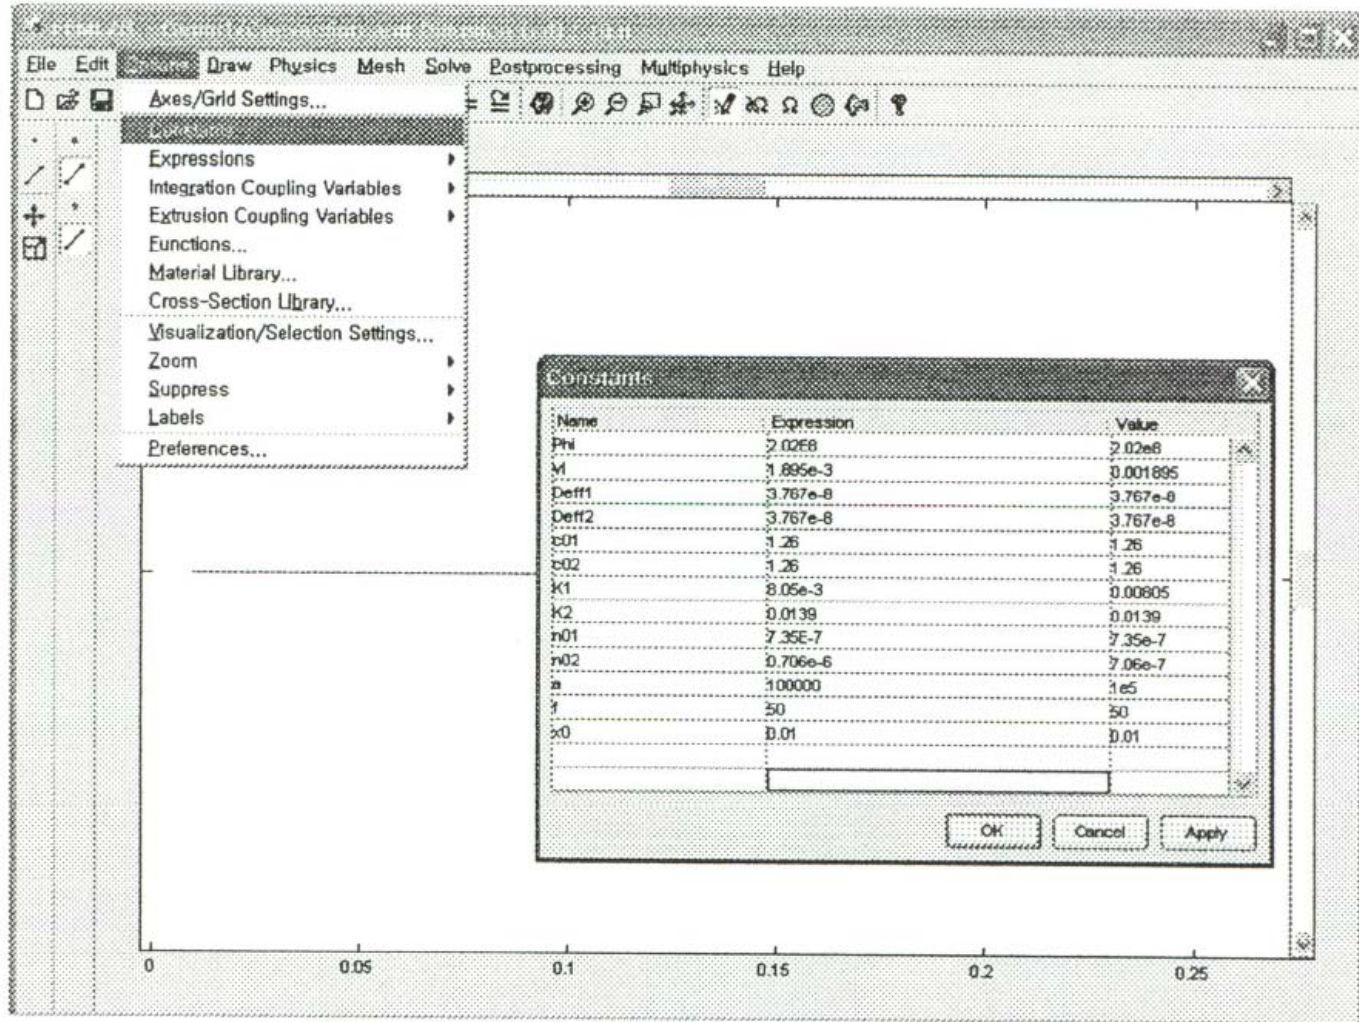 File Edit Draw Physics Mesh Solve Postprocessing Multiphysics Help
Axes/Grid Settings...
Constants
Expressions
Integration Coupling Variables
Extrusion Coupling Variables
Functions...
Material Library...
Cross-Section Library...
Visualization/Selection Settings...
Zoom
Suppress
Labels
Preferences...
Constants
Name Expression Value
Phi 2.02E8 2.02e8
1.895e-3 0.001895
Deff1 3.767e-8 3.767e-8
Deff2 3.767e-8 3.767e-8
c01 1.26 1.26
c02 1.26 1.26
K1 8.05e-3 0.00805
K2 0.0139 0.0139
n01 7.35E-7 7.35e-7
n02 0.706e-6 7.06e-7
a 100000 1e5
f 50 50
x0 0.01 0.01
OK Cancel Apply
0 0.05 0.1 0.15 0.2 0.25